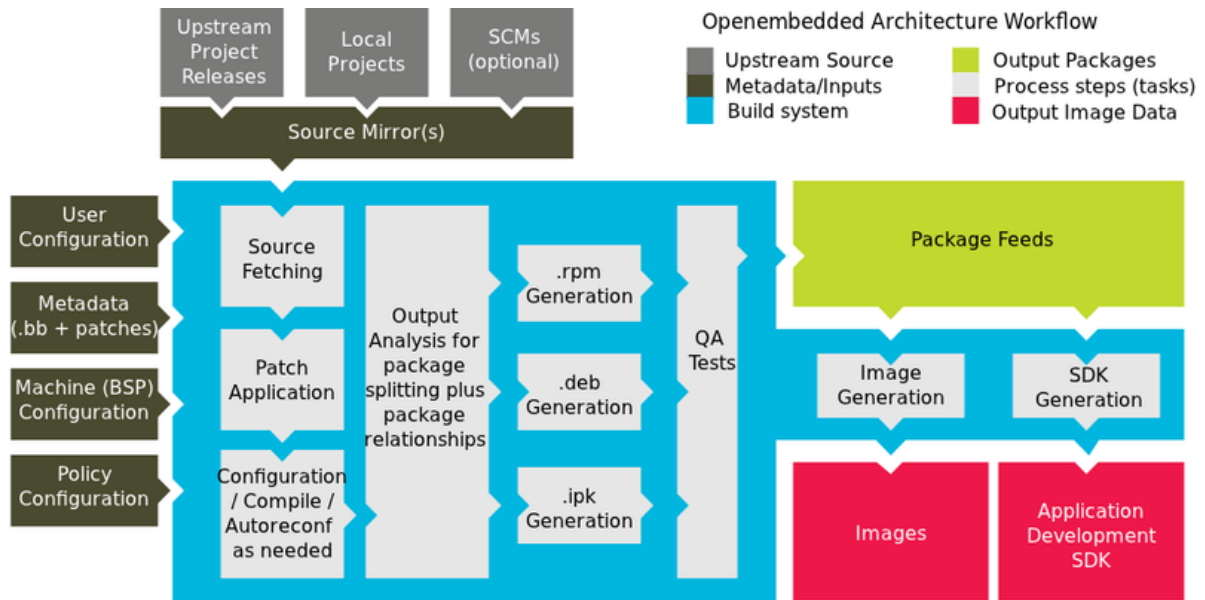 Openembedded Architecture Workflow
Upstream Source
Metadata/Inputs
Build system
Output Packages
Process steps (tasks)
Output Image Data
Upstream
Project
Releases
Local
Projects
SCMs
(optional)
Source Mirror(s)
User
Configuration
Metadata
(.bb + patches)
Machine (BSP)
Configuration
Policy
Configuration
Source
Fetching
Patch
Application
Configuration
/ Compile /
Autoreconf
as needed
Output
Analysis for
package
splitting plus
package
relationships
.rpm
Generation
.deb
Generation
.ipk
Generation
QA
Tests
Package Feeds
Image
Generation
SDK
Generation
Images
Application
Development
SDK